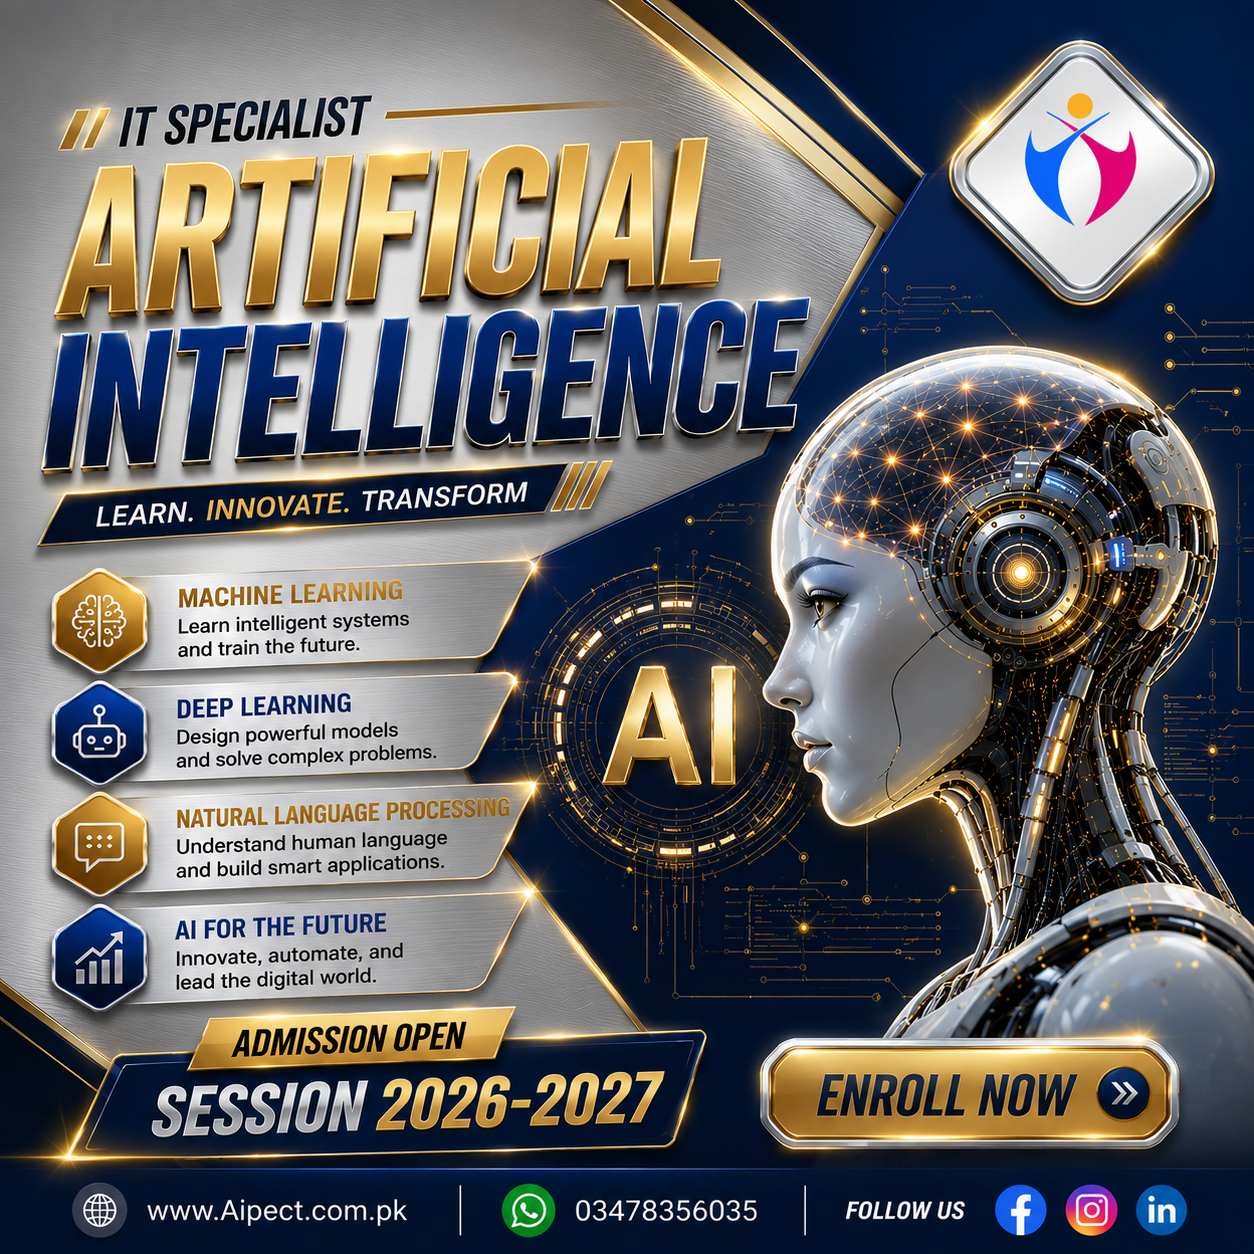 IT SPECIALIST
ARTIFICIAL
INTELLIGENCE
LEARN. INNOVATE. TRANSFORM
MACHINE LEARNING
Learn intelligent systems
and train the future.
DEEP LEARNING
Design powerful models
and solve complex problems.
NATURAL LANGUAGE PROCESSING
Understand human language
and build smart applications.
AI FOR THE FUTURE
Innovate, automate, and
lead the digital world.
AI
ADMISSION OPEN
SESSION 2026-2027
ENROLL NOW
www.Aipect.com.pk
03478356035
FOLLOW US
f
in